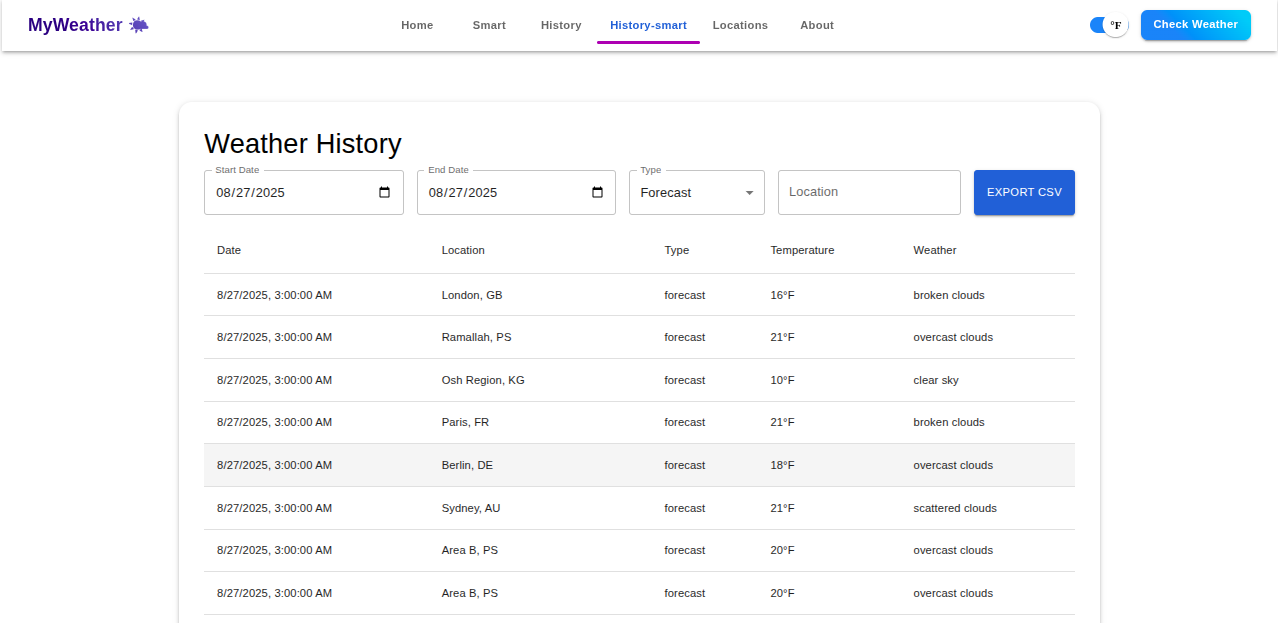 MyWeather
Home Smart History History-smart Locations About
°F
Check Weather
Weather History
Start Date End Date Type
08/27/2025 08/27/2025 Forecast Location EXPORT CSV
Date Location Type Temperature Weather
8/27/2025, 3:00:00 AM London, GB forecast 16°F broken clouds
8/27/2025, 3:00:00 AM Ramallah, PS forecast 21°F overcast clouds
8/27/2025, 3:00:00 AM Osh Region, KG forecast 10°F clear sky
8/27/2025, 3:00:00 AM Paris, FR forecast 21°F broken clouds
8/27/2025, 3:00:00 AM Berlin, DE forecast 18°F overcast clouds
8/27/2025, 3:00:00 AM Sydney, AU forecast 21°F scattered clouds
8/27/2025, 3:00:00 AM Area B, PS forecast 20°F overcast clouds
8/27/2025, 3:00:00 AM Area B, PS forecast 20°F overcast clouds